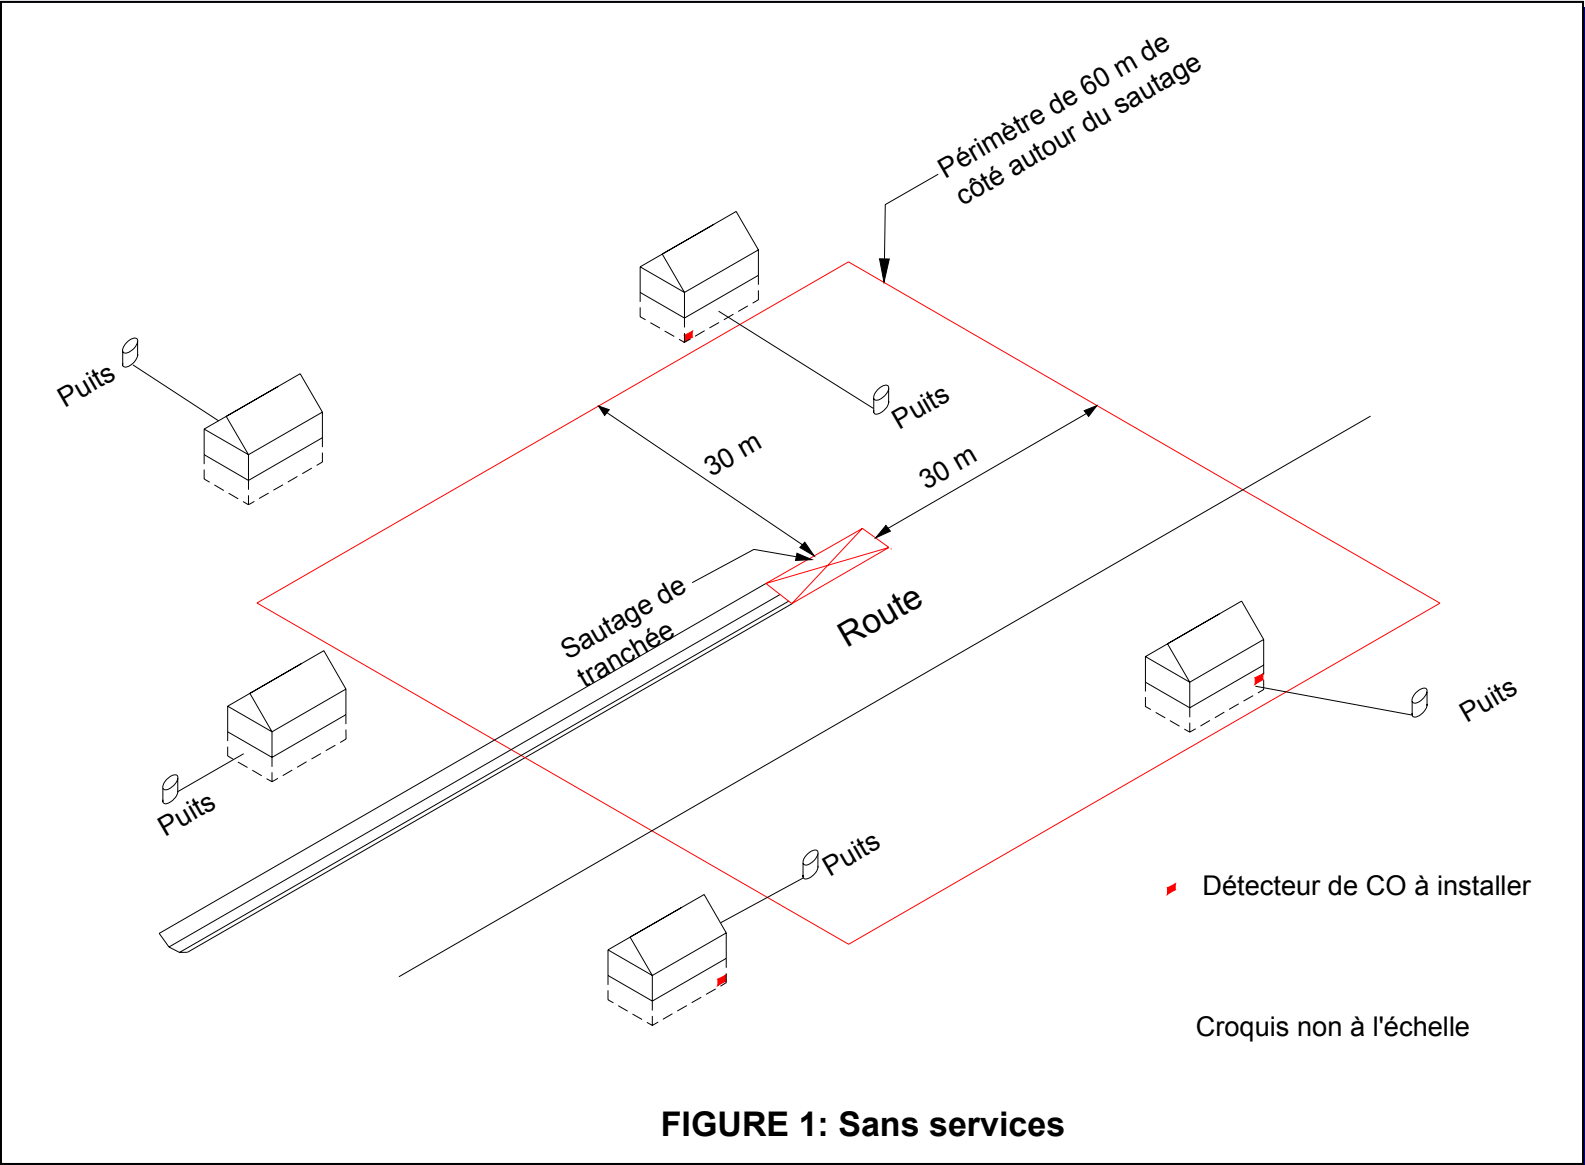 Périmètre de 60 m de
côté autour du sautage
Puits
Puits
30 m
30 m
Sautage de
tranchée
Route
Puits
Puits
Puits
Détecteur de CO à installer
Croquis non à l'échelle
FIGURE 1: Sans services